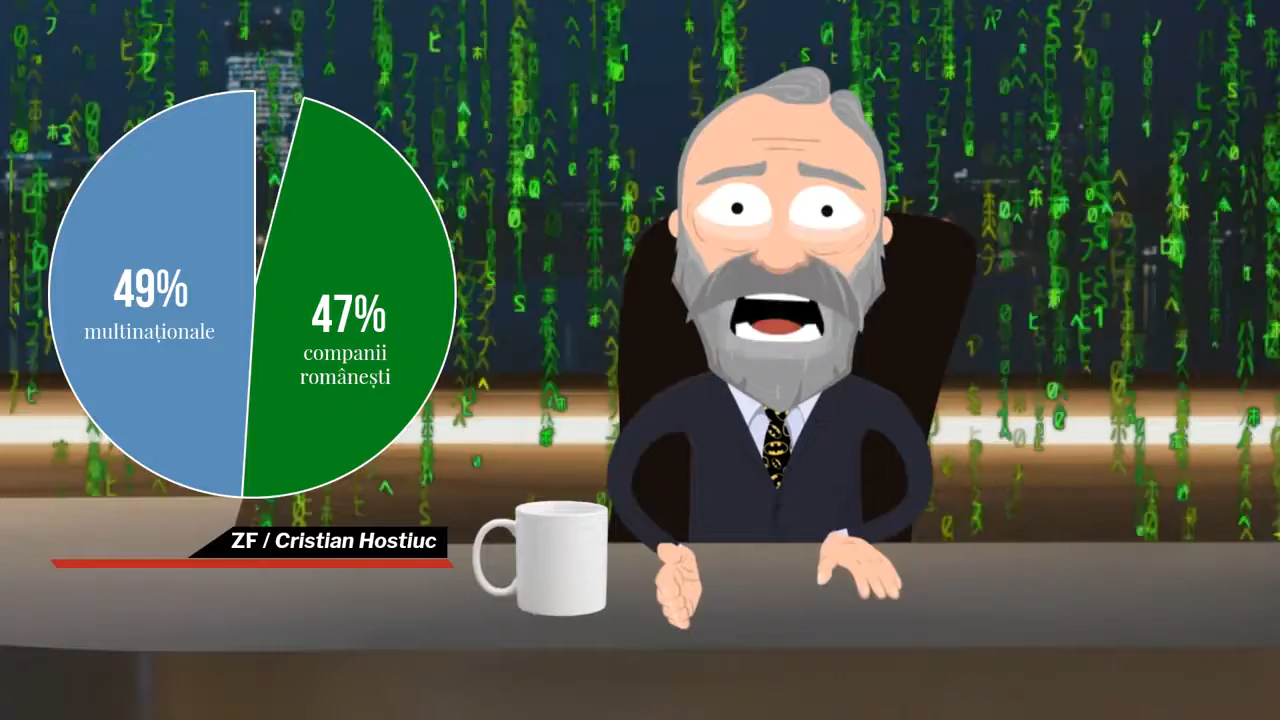 49%
multinaționale
47%
companii
românești
ZF / Cristian Hostiuc